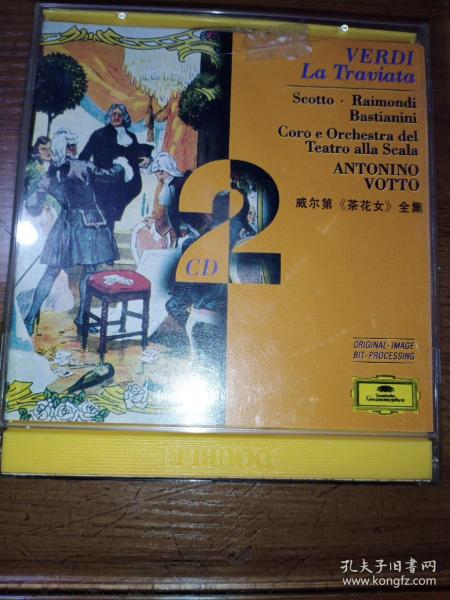 VERDI
La Traviata
Scotto · Raimondi
Bastianini
Coro e Orchestra del
Teatro alla Scala
ANTONINO
VOTTO
威尔第《茶花女》全集
2
CD
ORIGINAL-IMAGE
BIT-PROCESSING
Deutsche
Grammophon
DOUBLE
孔夫子旧书网
www.kongfz.com